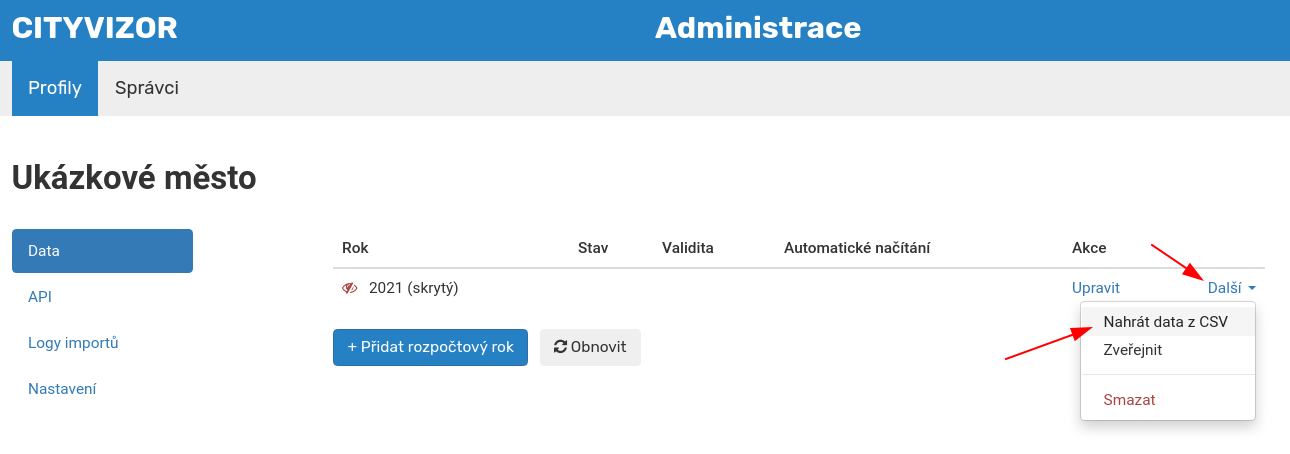 CITYVIZOR Administrace
Profily Správci
Ukázkové město
Data
API
Logy importů
Nastavení
Rok Stav Validita Automatické načítání Akce
2021 (skrytý) Upravit Další
+ Přidat rozpočtový rok Obnovit
Nahrát data z CSV
Zveřejnit
Smazat